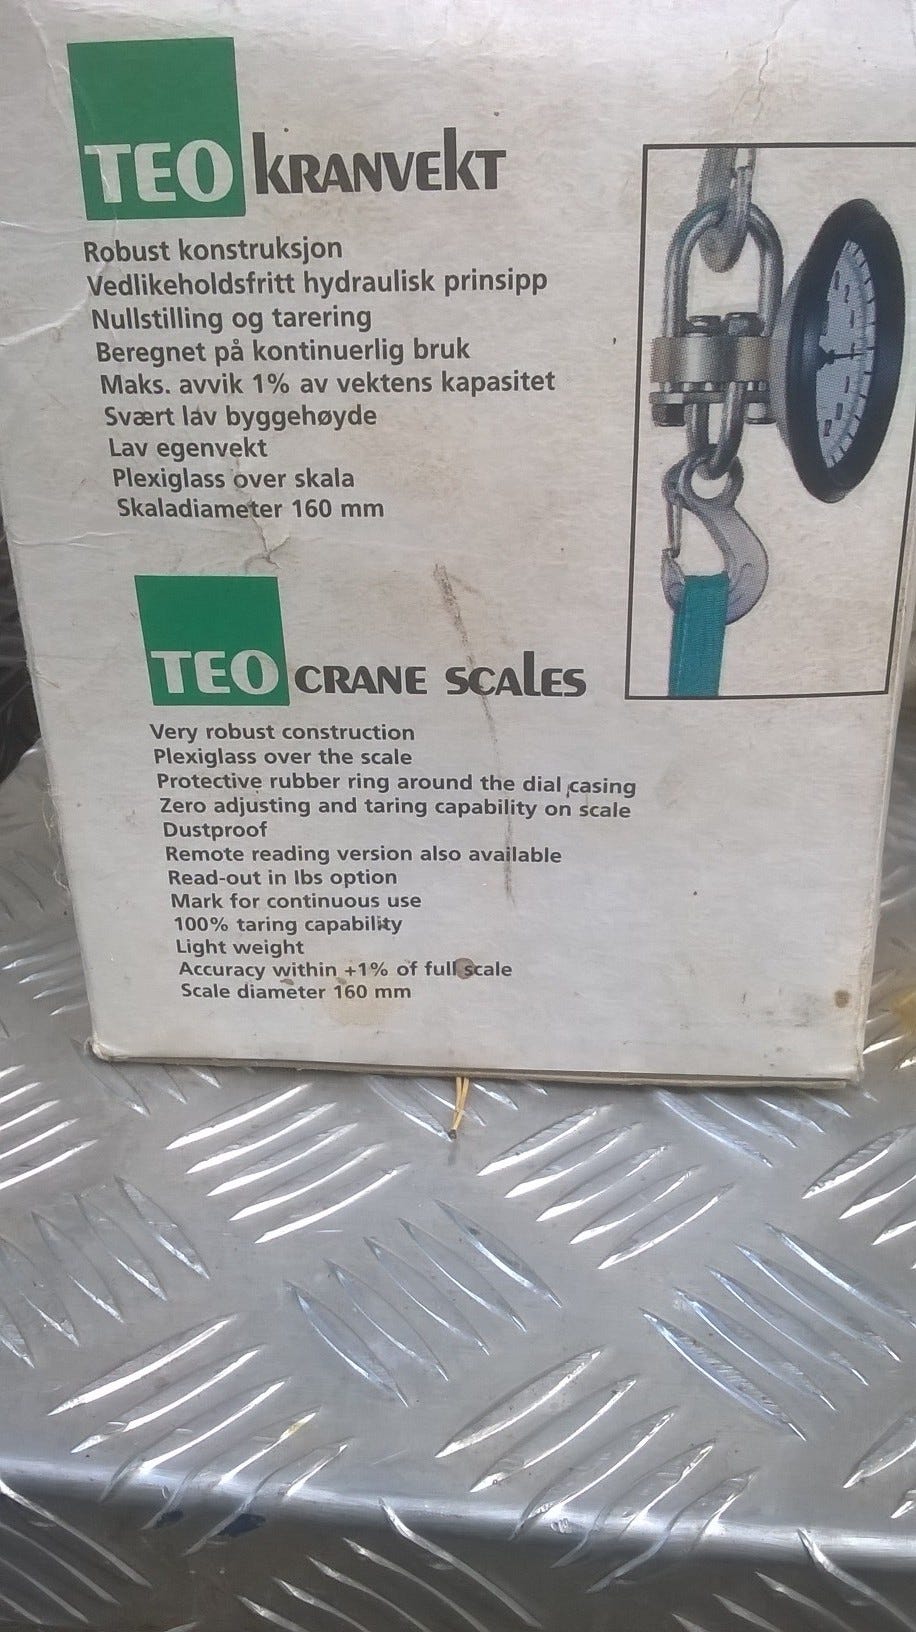 TEO KRANVEKT
Robust konstruksjon
Vedlikeholdsfritt hydraulisk prinsipp
Nullstilling og tarering
Beregnet på kontinuerlig bruk
Maks. avvik 1% av vektens kapasitet
Svært lav byggehøyde
Lav egenvekt
Plexiglass over skala
Skaladiameter 160 mm
TEO CRANE SCALES
Very robust construction
Plexiglass over the scale
Protective rubber ring around the dial casing
Zero adjusting and taring capability on scale
Dustproof
Remote reading version also available
Read-out in lbs option
Mark for continuous use
100% taring capability
Light weight
Accuracy within +1% of full scale
Scale diameter 160 mm